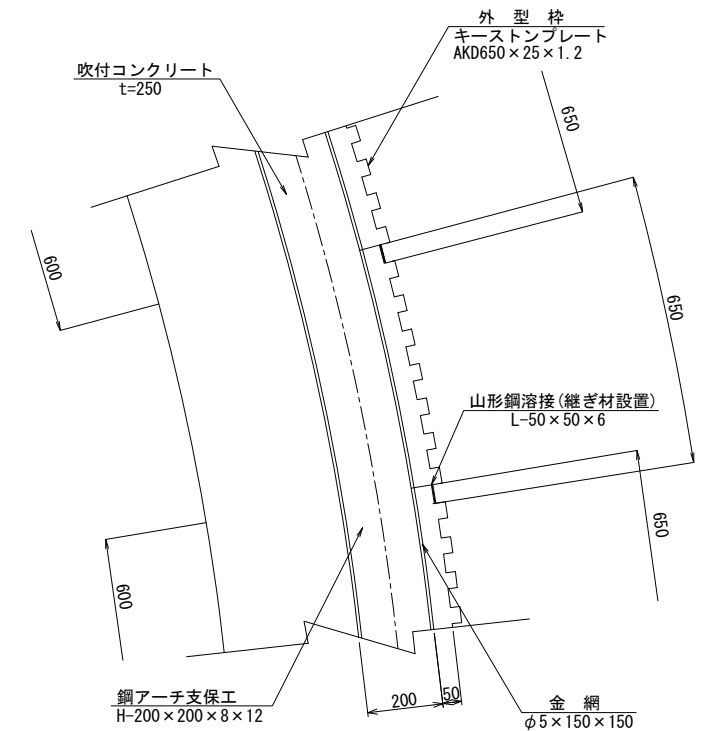 外 型 枠
キーストンプレート
AKD650×25×1.2
吹付コンクリート
t=250
650
600
650
山形鋼溶接(継ぎ材設置)
L-50×50×6
650
600
鋼アーチ支保工
H-200×200×8×12
200
50
金 網
φ5×150×150